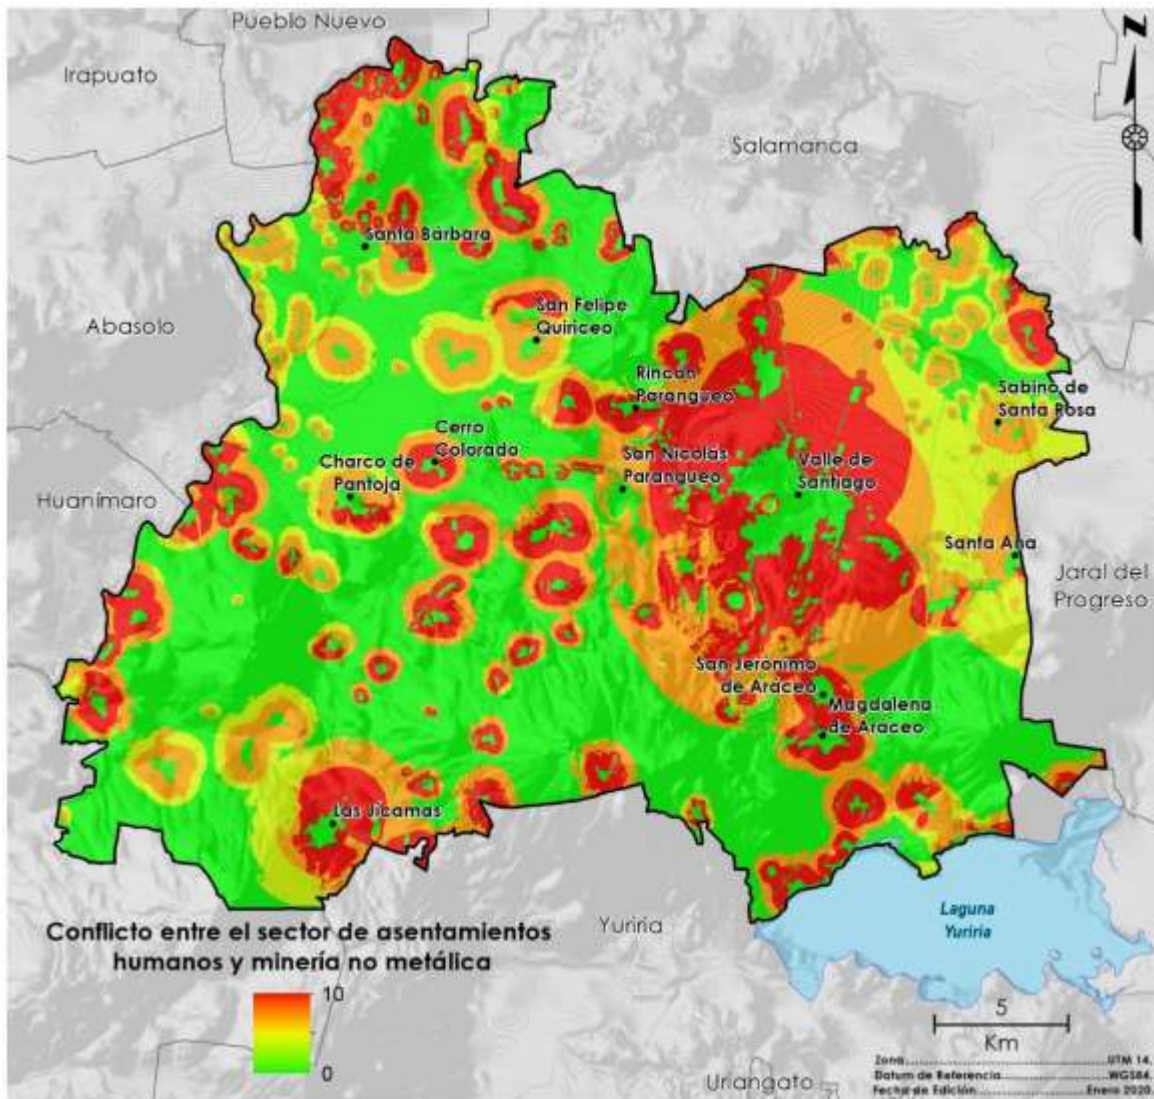 Pueblo Nuevo
Irapuato
Salamanca
Z
Santa Bárbara
Abasolo
San Felipe
Quiriceo
Rincón
Parangueo
Sabino de
Santa Rosa
Cerro
Colorado
Charco de
Pantoja
San Nicolás
Parangueo
Valle de
Santiago
Huanímaro
Santa Ana
Jaral del
Progreso
San Jerónimo
de Aráceo
Magdalena
de Araceo
Las Jícamas
Yuriria
Laguna
Yuriria
Conflicto entre el sector de asentamientos
humanos y minería no metálica
10
0
5
Km
Uriangato
Zona UTM 14.
Datum de Referencia WGS84.
Fecha de Edición Enero 2020.